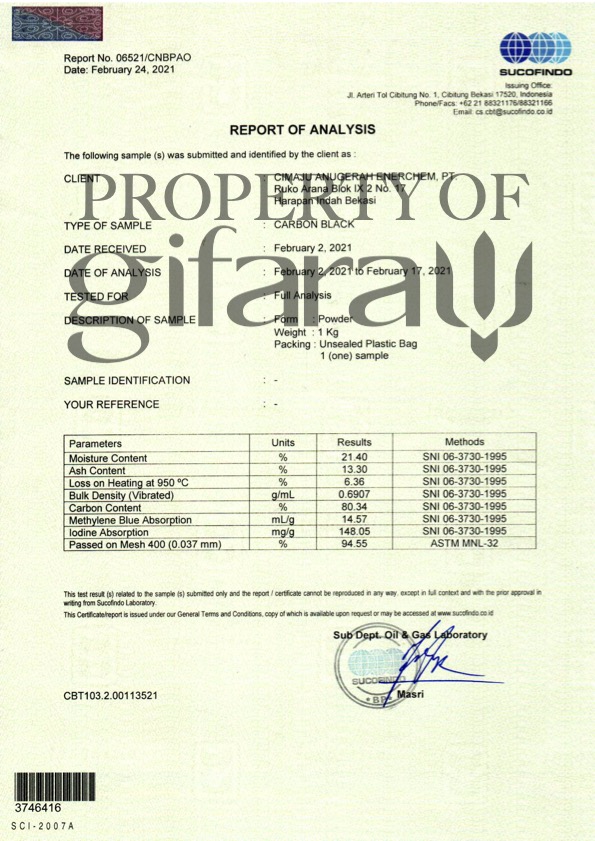 Report No. 06521/CNBPAO
Date: February 24, 2021
SUCOFINDO
Issuing Office:
Jl. Arteri Tol Cibitung No. 1, Cibitung Bekasi 17520, Indonesia
Phone/Facs: +62 21 88321176/88321166
Email: cs.cbt@sucofindo.co.id
REPORT OF ANALYSIS
The following sample (s) was submitted and identified by the client as :
CLIENT : CIMAJU ANUGERAH ENERCHEM, PT.
Ruko Arana Blok IX 2 No. 17
Harapan Indah Bekasi
PROPERTY OF
gifara
TYPE OF SAMPLE : CARBON BLACK
DATE RECEIVED : February 2, 2021
DATE OF ANALYSIS : February 2, 2021 to February 17, 2021
TESTED FOR : Full Analysis
DESCRIPTION OF SAMPLE : Form : Powder
Weight : 1 Kg
Packing : Unsealed Plastic Bag
1 (one) sample
SAMPLE IDENTIFICATION : -
YOUR REFERENCE : -
Parameters Units Results Methods
Moisture Content % 21.40 SNI 06-3730-1995
Ash Content % 13.30 SNI 06-3730-1995
Loss on Heating at 950 ºC % 6.36 SNI 06-3730-1995
Bulk Density (Vibrated) g/mL 0.6907 SNI 06-3730-1995
Carbon Content % 80.34 SNI 06-3730-1995
Methylene Blue Absorption mL/g 14.57 SNI 06-3730-1995
Iodine Absorption mg/g 148.05 SNI 06-3730-1995
Passed on Mesh 400 (0.037 mm) % 94.55 ASTM MNL-32
This test result (s) related to the sample (s) submitted only and the report / certificate cannot be reproduced in any way, except in full context and with the prior approval in
writing from Sucofindo Laboratory.
This Certificate/report is issued under our General Terms and Conditions, copy of which is available upon request or may be accessed at www.sucofindo.co.id
Sub Dept. Oil & Gas Laboratory
SUCOFINDO
Masri
CBT103.2.00113521
3746416
SCI-2007A